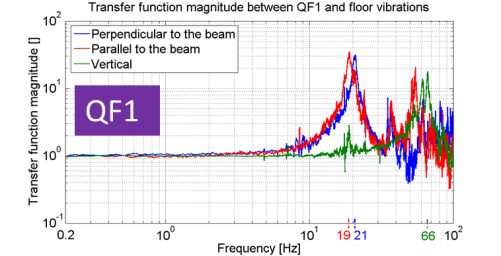 Transfer function magnitude between QF1 and floor vibrations
Transfer function magnitude []
10²
10¹
10⁰
10⁻¹
Perpendicular to the beam
Parallel to the beam
Vertical
QF1
0.2 10⁰ 10¹ 10²
19 21 66
Frequency [Hz]